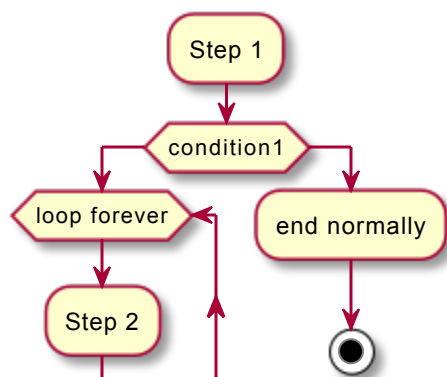 Step 1
condition1
loop forever
end normally
Step 2